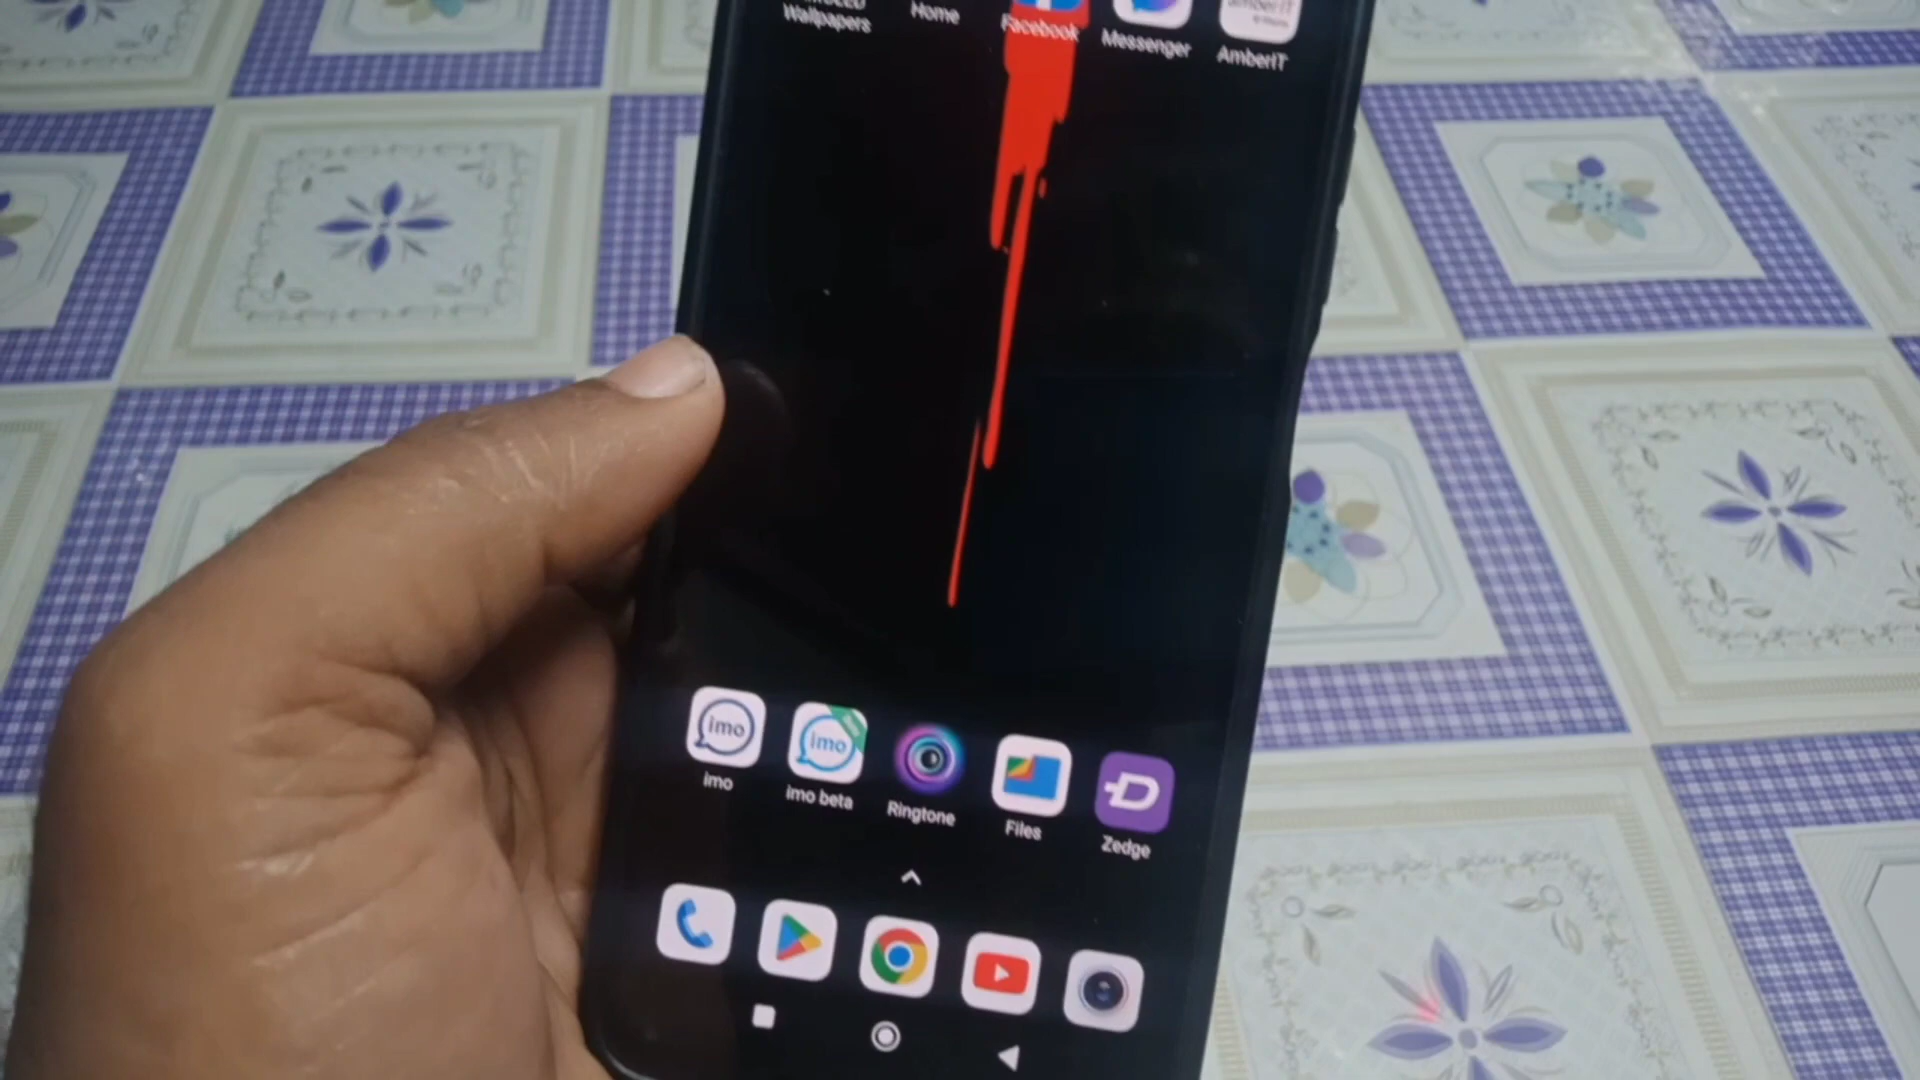 Wallpapers
Home
Facebook
Messenger
AmberIT
imo
imo
imo
imo beta
Ringtone
Files
Zedge